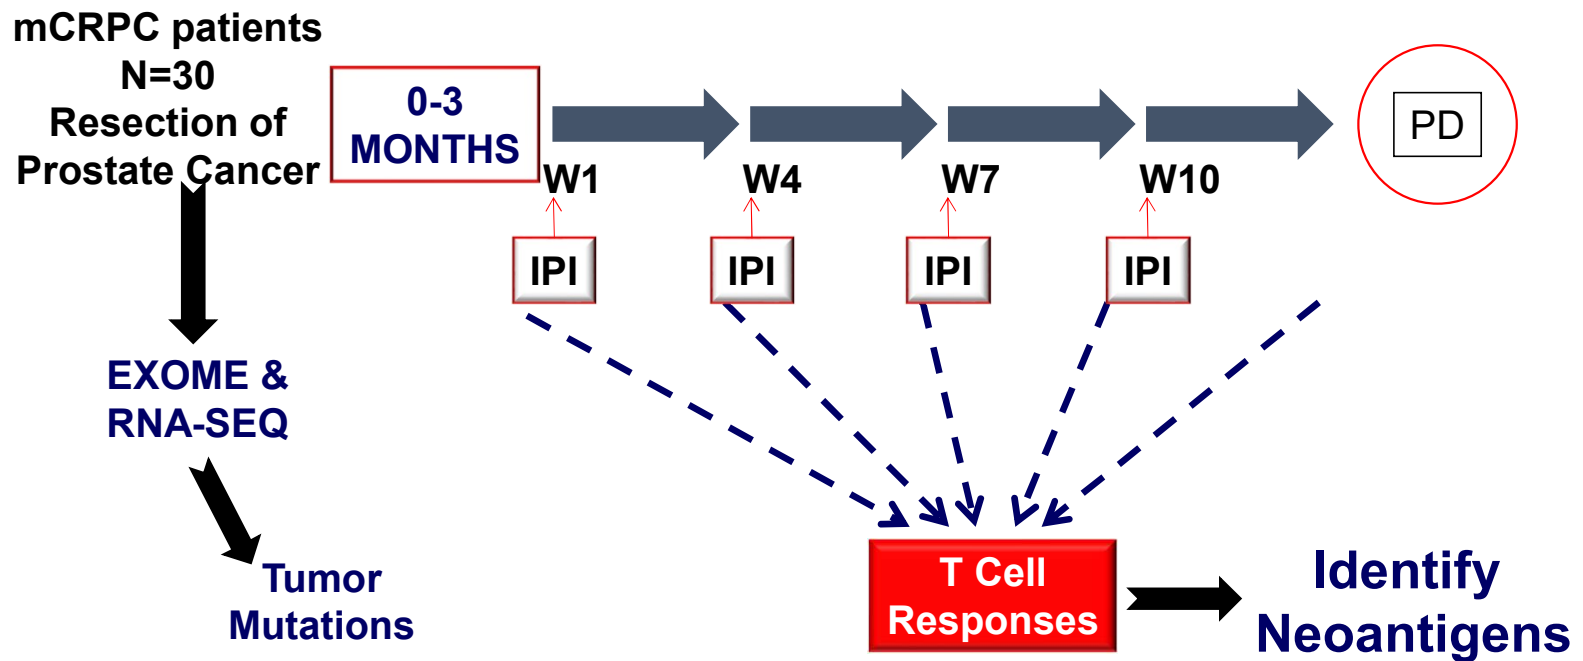 mCRPC patients
N=30
Resection of
Prostate Cancer
0-3
MONTHS
PD
W1
W4
W7
W10
IPI
IPI
IPI
IPI
EXOME &
RNA-SEQ
Tumor
Mutations
T Cell
Responses
Identify
Neoantigens